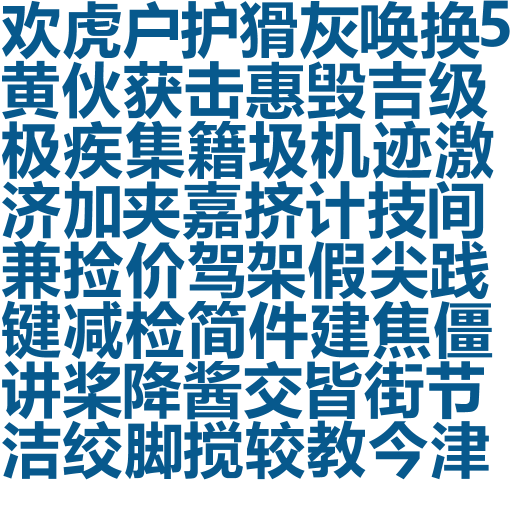 欢虎户护猾灰唤换5
黄伙获击惠毁吉级
极疾集籍圾机迹激
济加夹嘉挤计技间
兼捡价驾架假尖践
键减检简件建焦僵
讲桨降酱交皆街节
洁绞脚搅较教今津